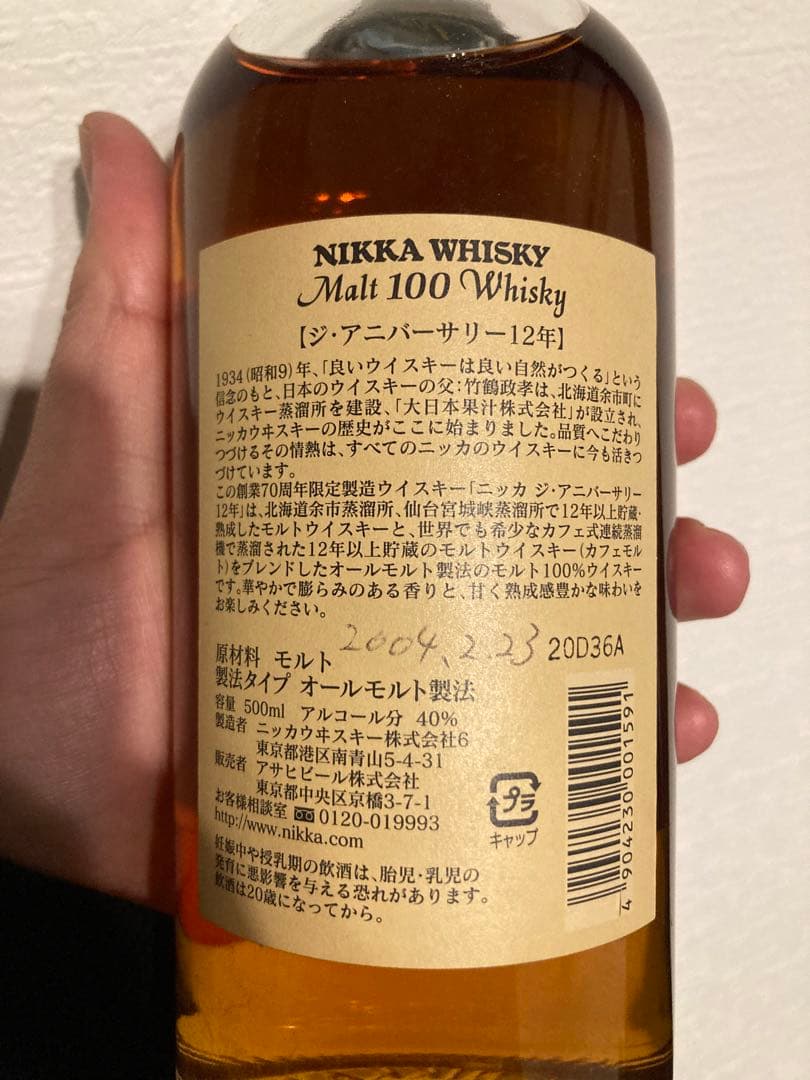 NIKKA WHISKY
Malt 100 Whisky
【ジ・アニバーサリー12年】
1934(昭和9)年、「良いウイスキーは良い自然がつくる」という
信念のもと、日本のウイスキーの父:竹鶴政孝は、北海道余市町に
ウイスキー蒸溜所を建設、「大日本果汁株式会社」が設立され、
ニッカウヰスキーの歴史がここに始まりました。品質へこだわり
つづけるその情熱は、すべてのニッカのウイスキーに今も活きつ
づけています。
この創業70周年限定製造ウイスキー「ニッカ ジ・アニバーサリー
12年」は、北海道余市蒸溜所、仙台宮城峡蒸溜所で12年以上貯蔵・
熟成したモルトウイスキーと、世界でも希少なカフェ式連続蒸溜
機で蒸溜された12年以上貯蔵のモルトウイスキー(カフェモル
ト)をブレンドしたオールモルト製法のモルト100%ウイスキー
です。華やかで膨らみのある香りと、甘く熟成感豊かな味わいを
お楽しみください。
2004.2.23 20D36A
原材料 モルト
製法タイプ オールモルト製法
容量 500ml アルコール分 40%
製造者 ニッカウヰスキー株式会社6
東京都港区南青山5-4-31
販売者 アサヒビール株式会社
東京都中央区京橋3-7-1
お客様相談室 0120-019993
http://www.nikka.com
プラ
キャップ
妊娠中や授乳期の飲酒は、胎児・乳児の
発育に悪影響を与える恐れがあります。
飲酒は20歳になってから。
4 904230 001591